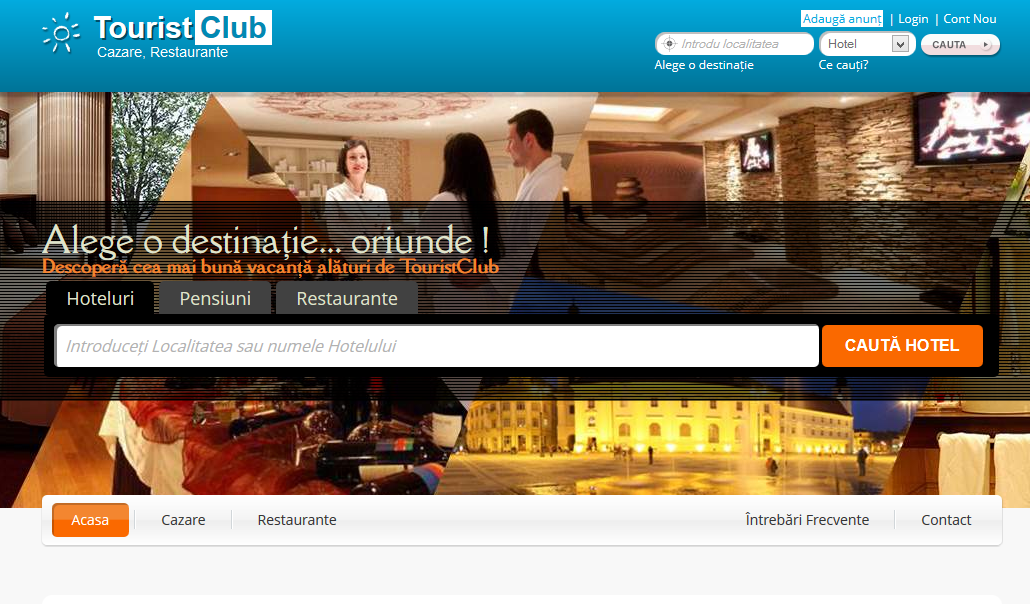 Tourist Club
Cazare, Restaurante
Adaugă anunț | Login | Cont Nou
Introdu localitatea Hotel CAUTA
Alege o destinație Ce cauți?
Alege o destinație... oriunde !
Descoperă cea mai bună vacanță alături de TouristClub
Hoteluri Pensiuni Restaurante
Introduceți Localitatea sau numele Hotelului CAUTĂ HOTEL
Acasa Cazare Restaurante Întrebări Frecvente Contact